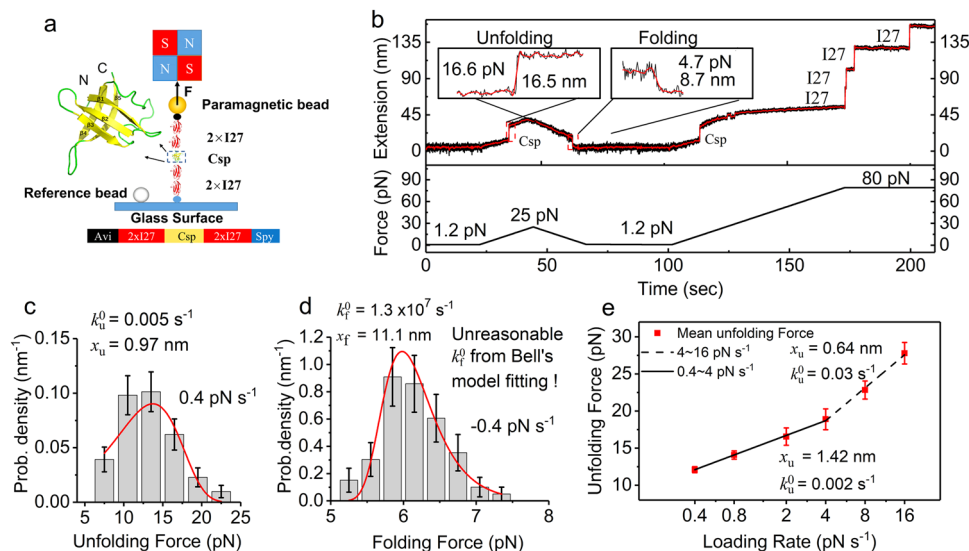 a
S N
N S
N C
β1
β5
β3 β2
β4
F
Paramagnetic bead
2×I27
Csp
2×I27
Reference bead
Glass Surface
Avi 2xI27 Csp 2xI27 Spy
b
Extension (nm)
135
90
45
0
Unfolding
16.6 pN
16.5 nm
Folding
4.7 pN
8.7 nm
Csp
Csp
I27
I27
I27
I27
135
90
45
0
Force (pN)
90
60
30
0
1.2 pN
25 pN
1.2 pN
80 pN
90
60
30
0
0 50 100 150 200
Time (sec)
c
k_u^0 = 0.005 s⁻¹
x_u = 0.97 nm
0.4 pN s⁻¹
Prob. density (nm⁻¹)
0.15
0.10
0.05
0.00
5 10 15 20 25
Unfolding Force (pN)
d
k_f^0 = 1.3 x10⁷ s⁻¹
x_f = 11.1 nm
Unreasonable
k_f^0 from Bell's
model fitting !
-0.4 pN s⁻¹
Prob.density (nm⁻¹)
1.2
1.0
0.8
0.6
0.4
0.2
0.0
5 6 7 8
Folding Force (pN)
e
Mean unfolding Force
4~16 pN s⁻¹
0.4~4 pN s⁻¹
x_u = 0.64 nm
k_u^0 = 0.03 s⁻¹
x_u = 1.42 nm
k_u^0 = 0.002 s⁻¹
Unfolding Force (pN)
30
25
20
15
10
0.4 0.8 2 4 8 16
Loading Rate (pN s⁻¹)